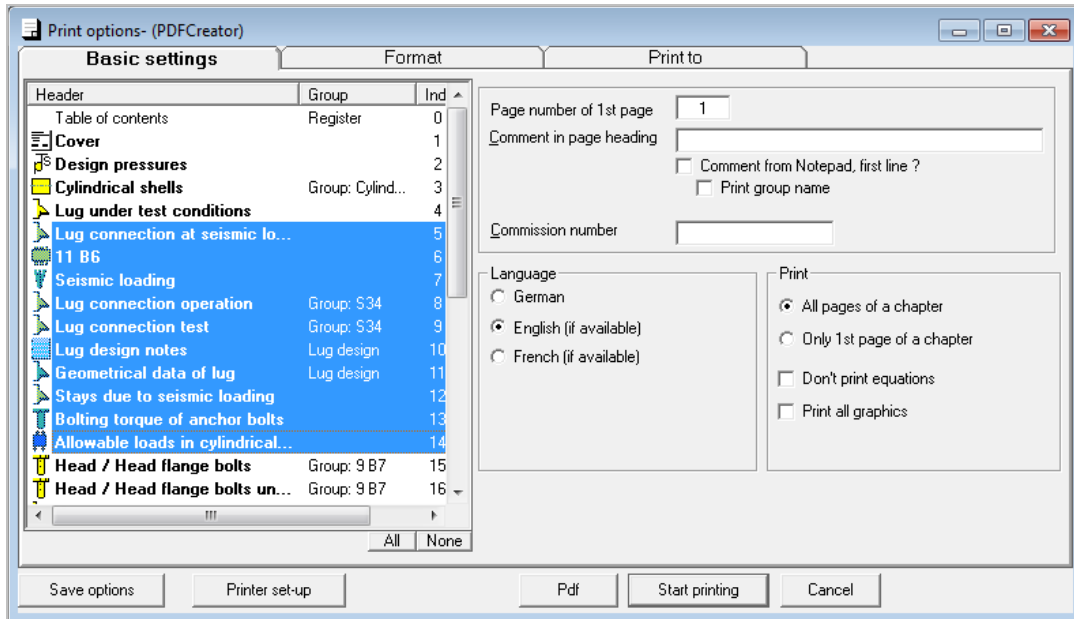 Print options- (PDFCreator)
Basic settings Format Print to
Header Group Ind
Table of contents Register 0
Cover 1
Design pressures 2
Cylindrical shells Group: Cylind... 3
Lug under test conditions 4
Lug connection at seismic lo... 5
11 B6 6
Seismic loading 7
Lug connection operation Group: S34 8
Lug connection test Group: S34 9
Lug design notes Lug design 10
Geometrical data of lug Lug design 11
Stays due to seismic loading 12
Bolting torque of anchor bolts 13
Allowable loads in cylindrical... 14
Head / Head flange bolts Group: 9 B7 15
Head / Head flange bolts un... Group: 9 B7 16
All None
Page number of 1st page 1
Comment in page heading
Comment from Notepad, first line ?
Print group name
Commission number
Language
German
English (if available)
French (if available)
Print
All pages of a chapter
Only 1st page of a chapter
Don't print equations
Print all graphics
Save options Printer set-up Pdf Start printing Cancel